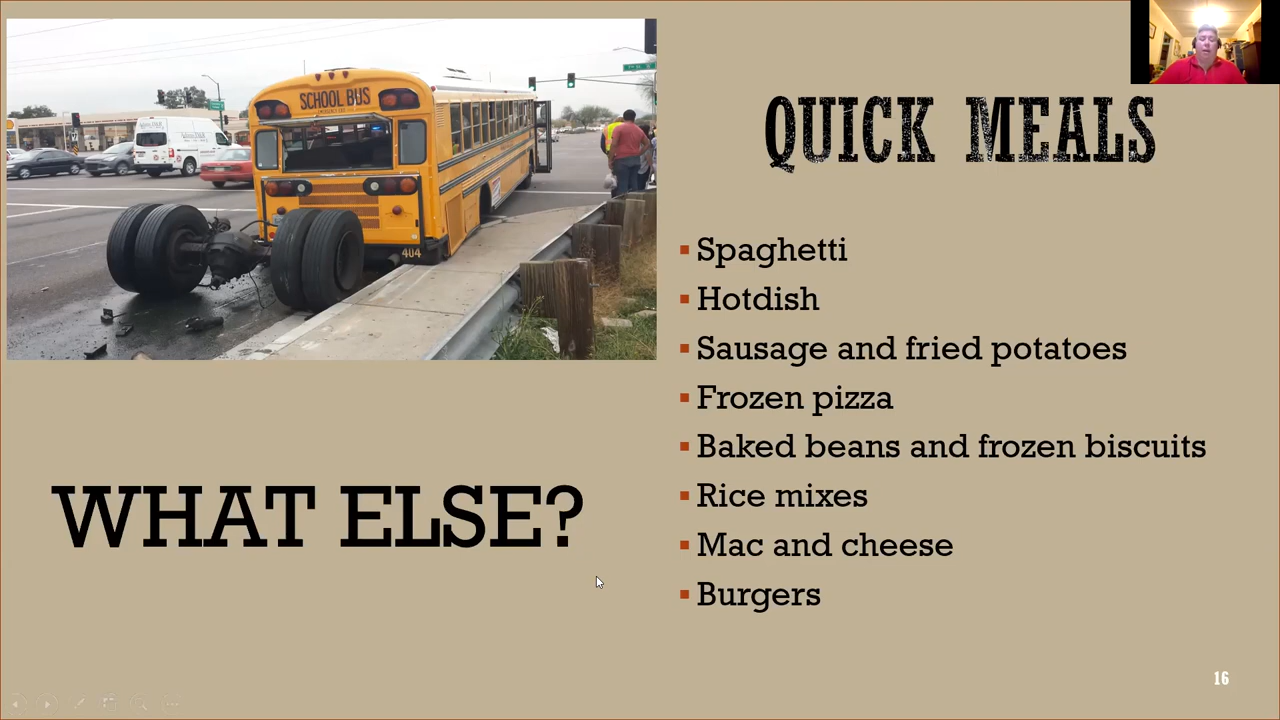 SCHOOL BUS
404
WHAT ELSE?
QUICK MEALS
Spaghetti
Hotdish
Sausage and fried potatoes
Frozen pizza
Baked beans and frozen biscuits
Rice mixes
Mac and cheese
Burgers
16